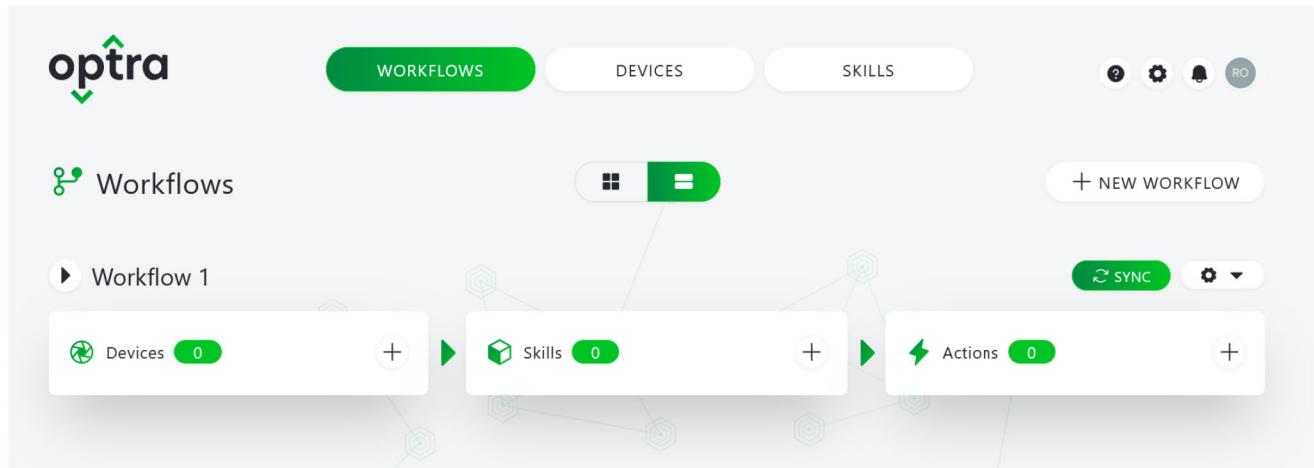 optra
WORKFLOWS DEVICES SKILLS
RO
Workflows
+ NEW WORKFLOW
Workflow 1
SYNC
Devices 0 +
Skills 0 +
Actions 0 +